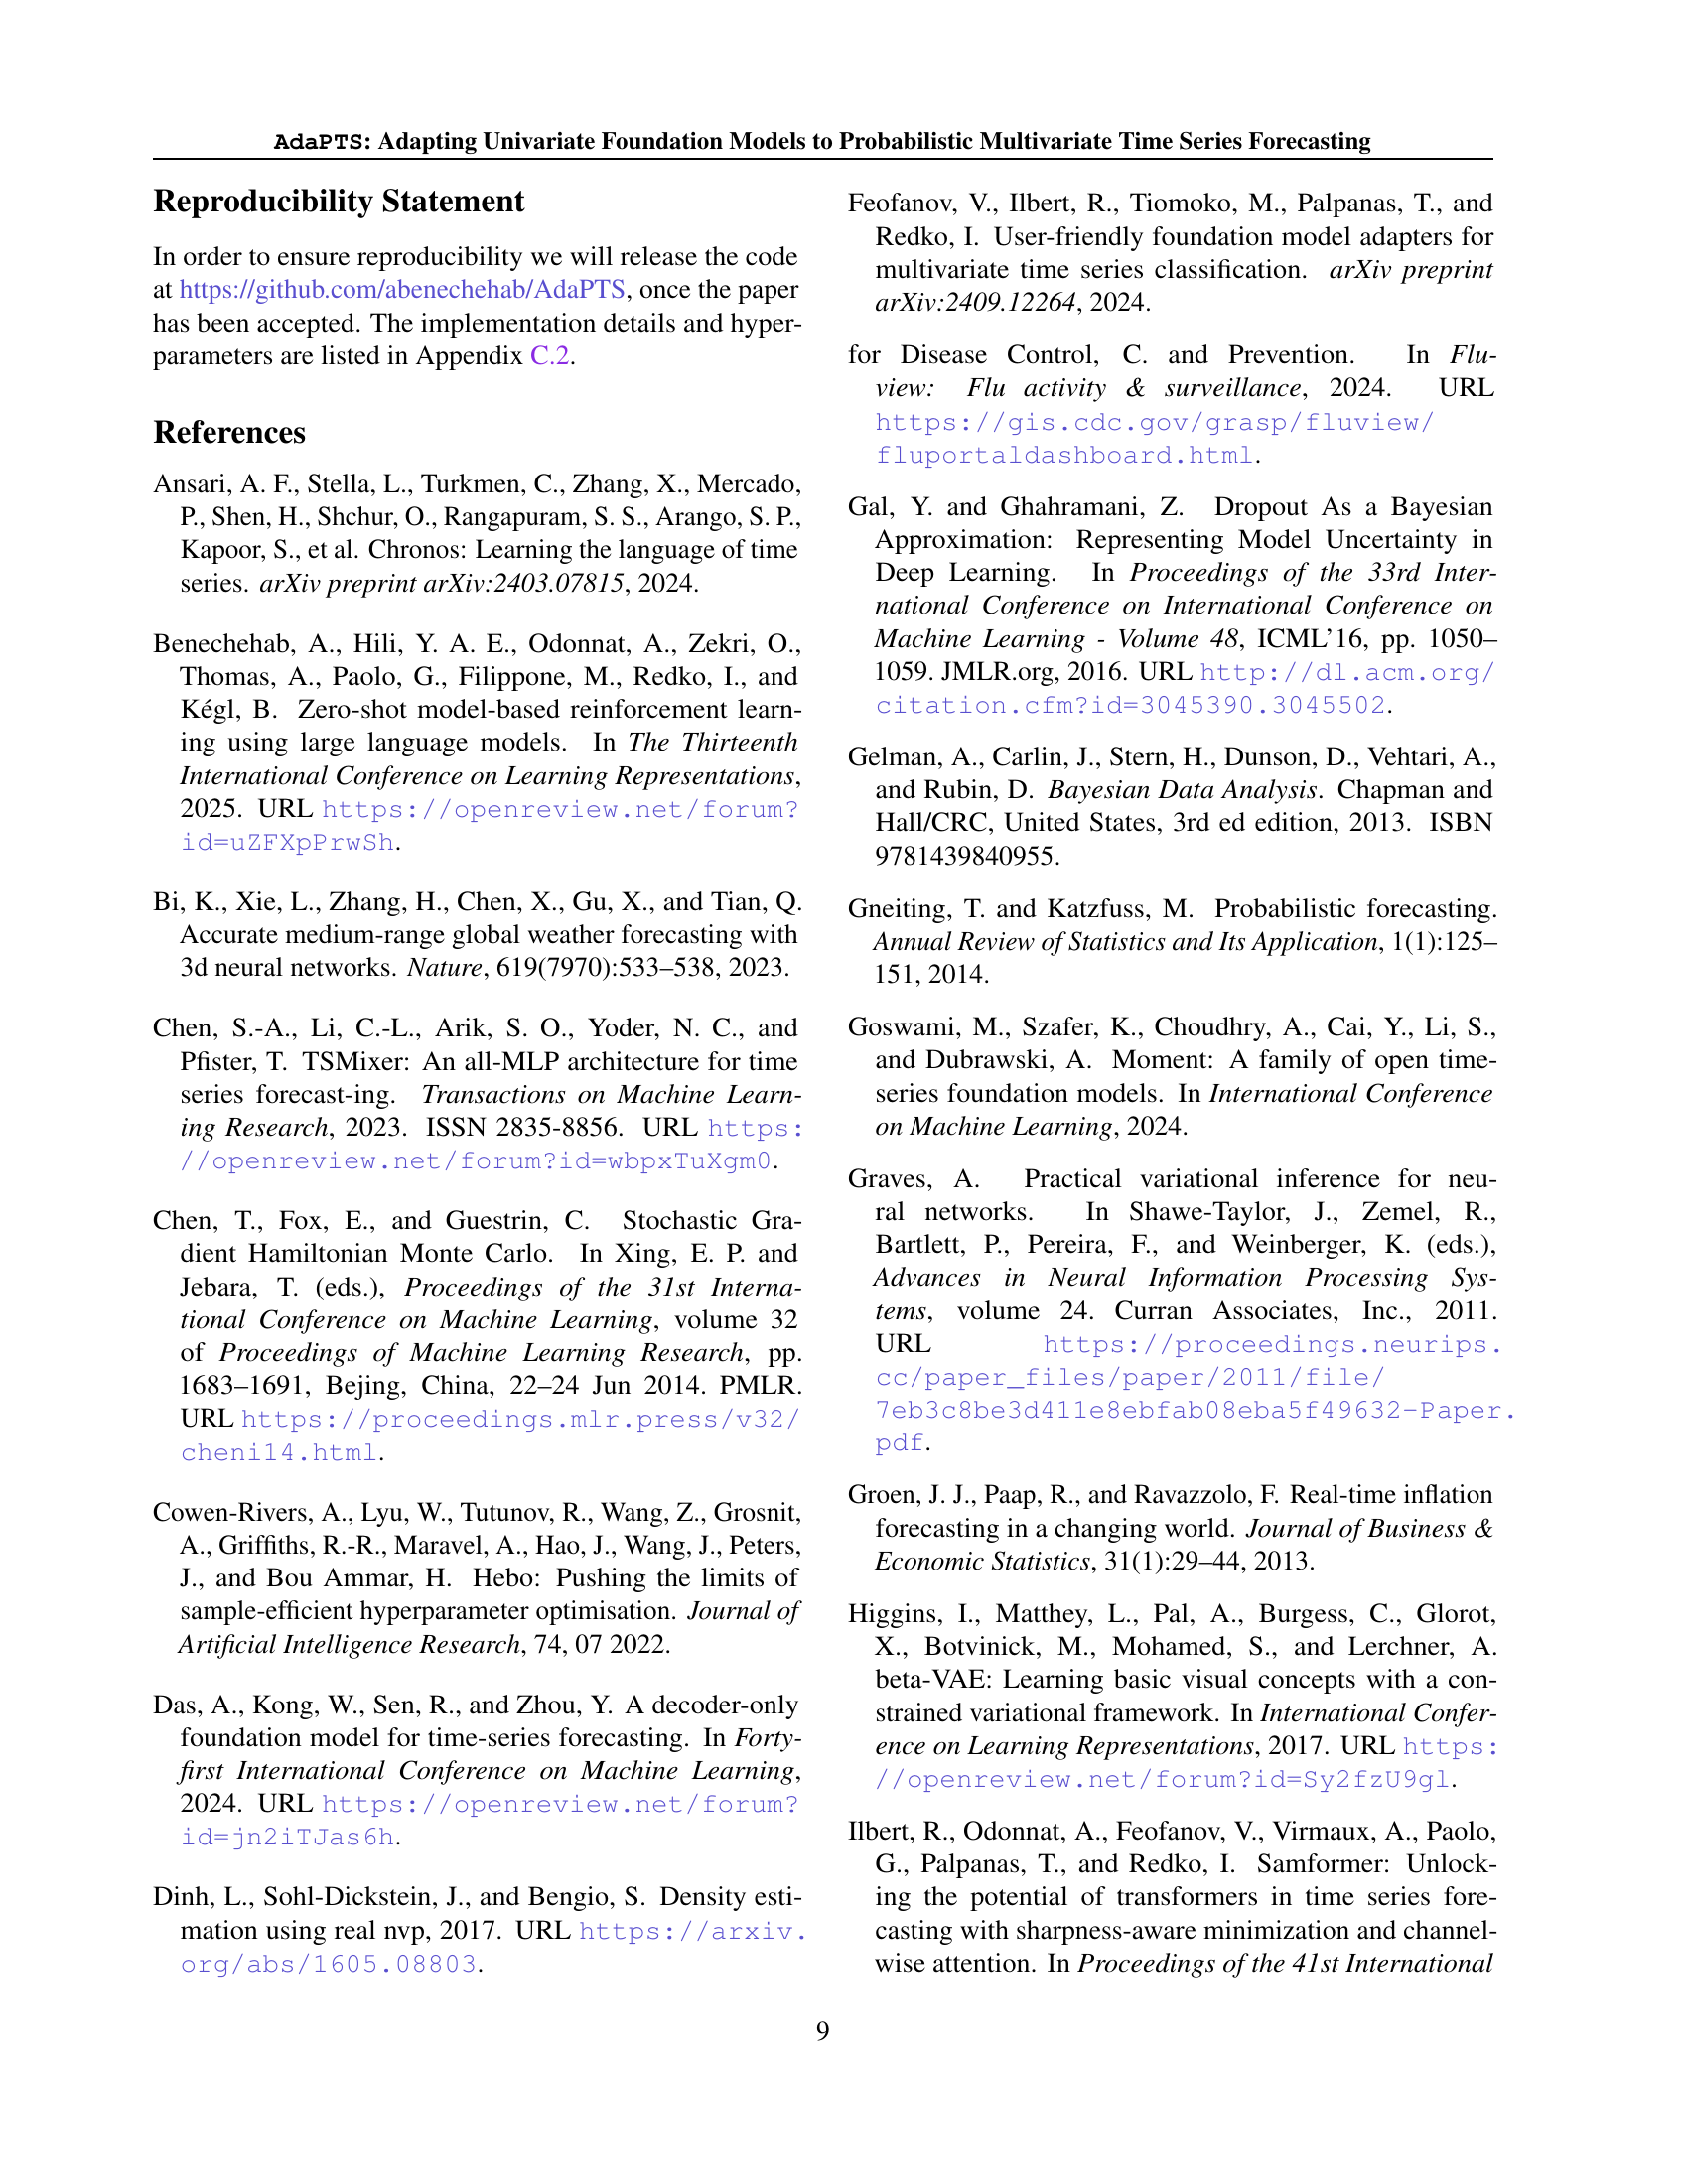 AdaPTS: Adapting Univariate Foundation Models to Probabilistic Multivariate Time Series Forecasting
Reproducibility Statement
In order to ensure reproducibility we will release the code
at https://github.com/abenechehab/AdaPTS, once the paper
has been accepted. The implementation details and hyper-
parameters are listed in Appendix C.2.
References
Ansari, A. F., Stella, L., Turkmen, C., Zhang, X., Mercado,
P., Shen, H., Shchur, O., Rangapuram, S. S., Arango, S. P.,
Kapoor, S., et al. Chronos: Learning the language of time
series. arXiv preprint arXiv:2403.07815, 2024.
Benechehab, A., Hili, Y. A. E., Odonnat, A., Zekri, O.,
Thomas, A., Paolo, G., Filippone, M., Redko, I., and
Kégl, B. Zero-shot model-based reinforcement learn-
ing using large language models. In The Thirteenth
International Conference on Learning Representations,
2025. URL https://openreview.net/forum?
id=uZFXpPrwSh.
Bi, K., Xie, L., Zhang, H., Chen, X., Gu, X., and Tian, Q.
Accurate medium-range global weather forecasting with
3d neural networks. Nature, 619(7970):533–538, 2023.
Chen, S.-A., Li, C.-L., Arik, S. O., Yoder, N. C., and
Pfister, T. TSMixer: An all-MLP architecture for time
series forecast-ing. Transactions on Machine Learn-
ing Research, 2023. ISSN 2835-8856. URL https:
//openreview.net/forum?id=wbpxTuXgm0.
Chen, T., Fox, E., and Guestrin, C. Stochastic Gra-
dient Hamiltonian Monte Carlo. In Xing, E. P. and
Jebara, T. (eds.), Proceedings of the 31st Interna-
tional Conference on Machine Learning, volume 32
of Proceedings of Machine Learning Research, pp.
1683–1691, Bejing, China, 22–24 Jun 2014. PMLR.
URL https://proceedings.mlr.press/v32/
cheni14.html.
Cowen-Rivers, A., Lyu, W., Tutunov, R., Wang, Z., Grosnit,
A., Griffiths, R.-R., Maravel, A., Hao, J., Wang, J., Peters,
J., and Bou Ammar, H. Hebo: Pushing the limits of
sample-efficient hyperparameter optimisation. Journal of
Artificial Intelligence Research, 74, 07 2022.
Das, A., Kong, W., Sen, R., and Zhou, Y. A decoder-only
foundation model for time-series forecasting. In Forty-
first International Conference on Machine Learning,
2024. URL https://openreview.net/forum?
id=jn2iTJas6h.
Dinh, L., Sohl-Dickstein, J., and Bengio, S. Density esti-
mation using real nvp, 2017. URL https://arxiv.
org/abs/1605.08803.
Feofanov, V., Ilbert, R., Tiomoko, M., Palpanas, T., and
Redko, I. User-friendly foundation model adapters for
multivariate time series classification. arXiv preprint
arXiv:2409.12264, 2024.
for Disease Control, C. and Prevention. In Flu-
view: Flu activity & surveillance, 2024. URL
https://gis.cdc.gov/grasp/fluview/
fluportaldashboard.html.
Gal, Y. and Ghahramani, Z. Dropout As a Bayesian
Approximation: Representing Model Uncertainty in
Deep Learning. In Proceedings of the 33rd Inter-
national Conference on International Conference on
Machine Learning - Volume 48, ICML'16, pp. 1050–
1059. JMLR.org, 2016. URL http://dl.acm.org/
citation.cfm?id=3045390.3045502.
Gelman, A., Carlin, J., Stern, H., Dunson, D., Vehtari, A.,
and Rubin, D. Bayesian Data Analysis. Chapman and
Hall/CRC, United States, 3rd ed edition, 2013. ISBN
9781439840955.
Gneiting, T. and Katzfuss, M. Probabilistic forecasting.
Annual Review of Statistics and Its Application, 1(1):125–
151, 2014.
Goswami, M., Szafer, K., Choudhry, A., Cai, Y., Li, S.,
and Dubrawski, A. Moment: A family of open time-
series foundation models. In International Conference
on Machine Learning, 2024.
Graves, A. Practical variational inference for neu-
ral networks. In Shawe-Taylor, J., Zemel, R.,
Bartlett, P., Pereira, F., and Weinberger, K. (eds.),
Advances in Neural Information Processing Sys-
tems, volume 24. Curran Associates, Inc., 2011.
URL https://proceedings.neurips.
cc/paper_files/paper/2011/file/
7eb3c8be3d411e8ebfab08eba5f49632-Paper.
pdf.
Groen, J. J., Paap, R., and Ravazzolo, F. Real-time inflation
forecasting in a changing world. Journal of Business &
Economic Statistics, 31(1):29–44, 2013.
Higgins, I., Matthey, L., Pal, A., Burgess, C., Glorot,
X., Botvinick, M., Mohamed, S., and Lerchner, A.
beta-VAE: Learning basic visual concepts with a con-
strained variational framework. In International Confer-
ence on Learning Representations, 2017. URL https:
//openreview.net/forum?id=Sy2fzU9gl.
Ilbert, R., Odonnat, A., Feofanov, V., Virmaux, A., Paolo,
G., Palpanas, T., and Redko, I. Samformer: Unlock-
ing the potential of transformers in time series fore-
casting with sharpness-aware minimization and channel-
wise attention. In Proceedings of the 41st International
9